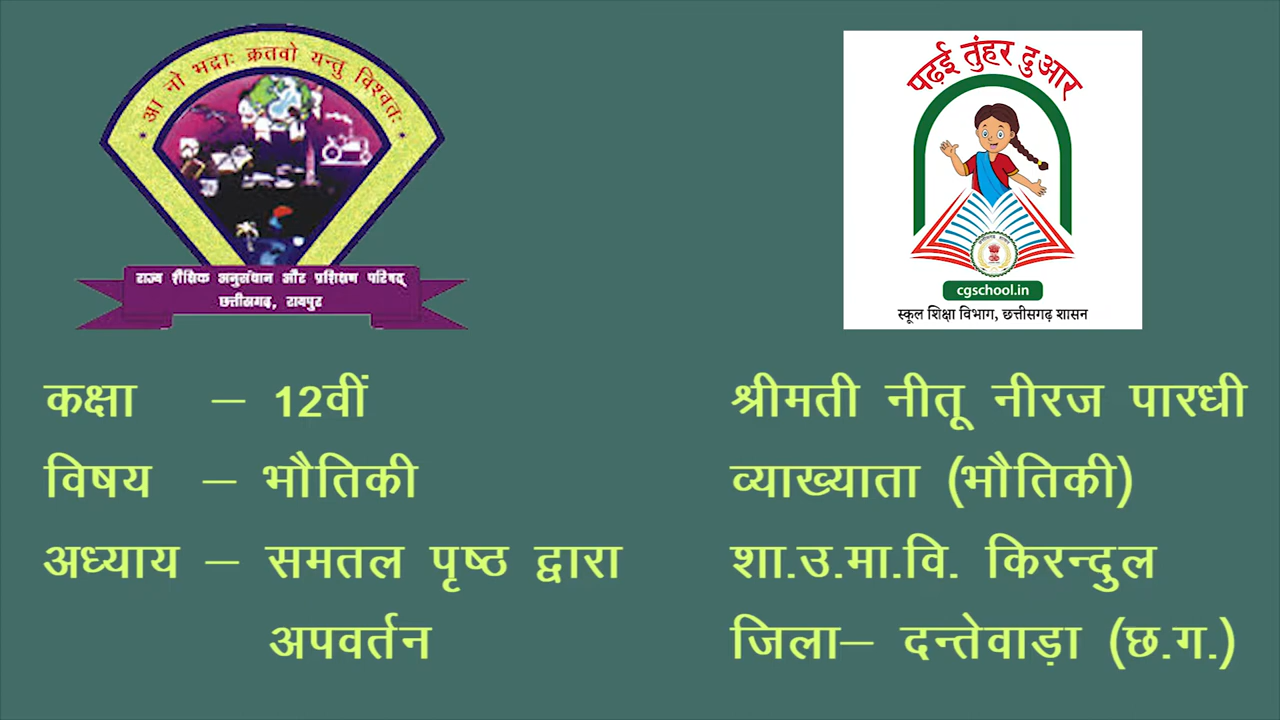 आ नो भद्राः क्रतवो यन्तु विश्वतः
राज्य शैक्षिक अनुसंधान और प्रशिक्षण परिषद्
छत्तीसगढ़, रायपुर
पढ़ई तुंहर दुआर
cgschool.in
स्कूल शिक्षा विभाग, छत्तीसगढ़ शासन
कक्षा – 12वीं
विषय – भौतिकी
अध्याय – समतल पृष्ठ द्वारा
अपवर्तन
श्रीमती नीतू नीरज पारधी
व्याख्याता (भौतिकी)
शा.उ.मा.वि. किरन्दुल
जिला– दन्तेवाड़ा (छ.ग.)